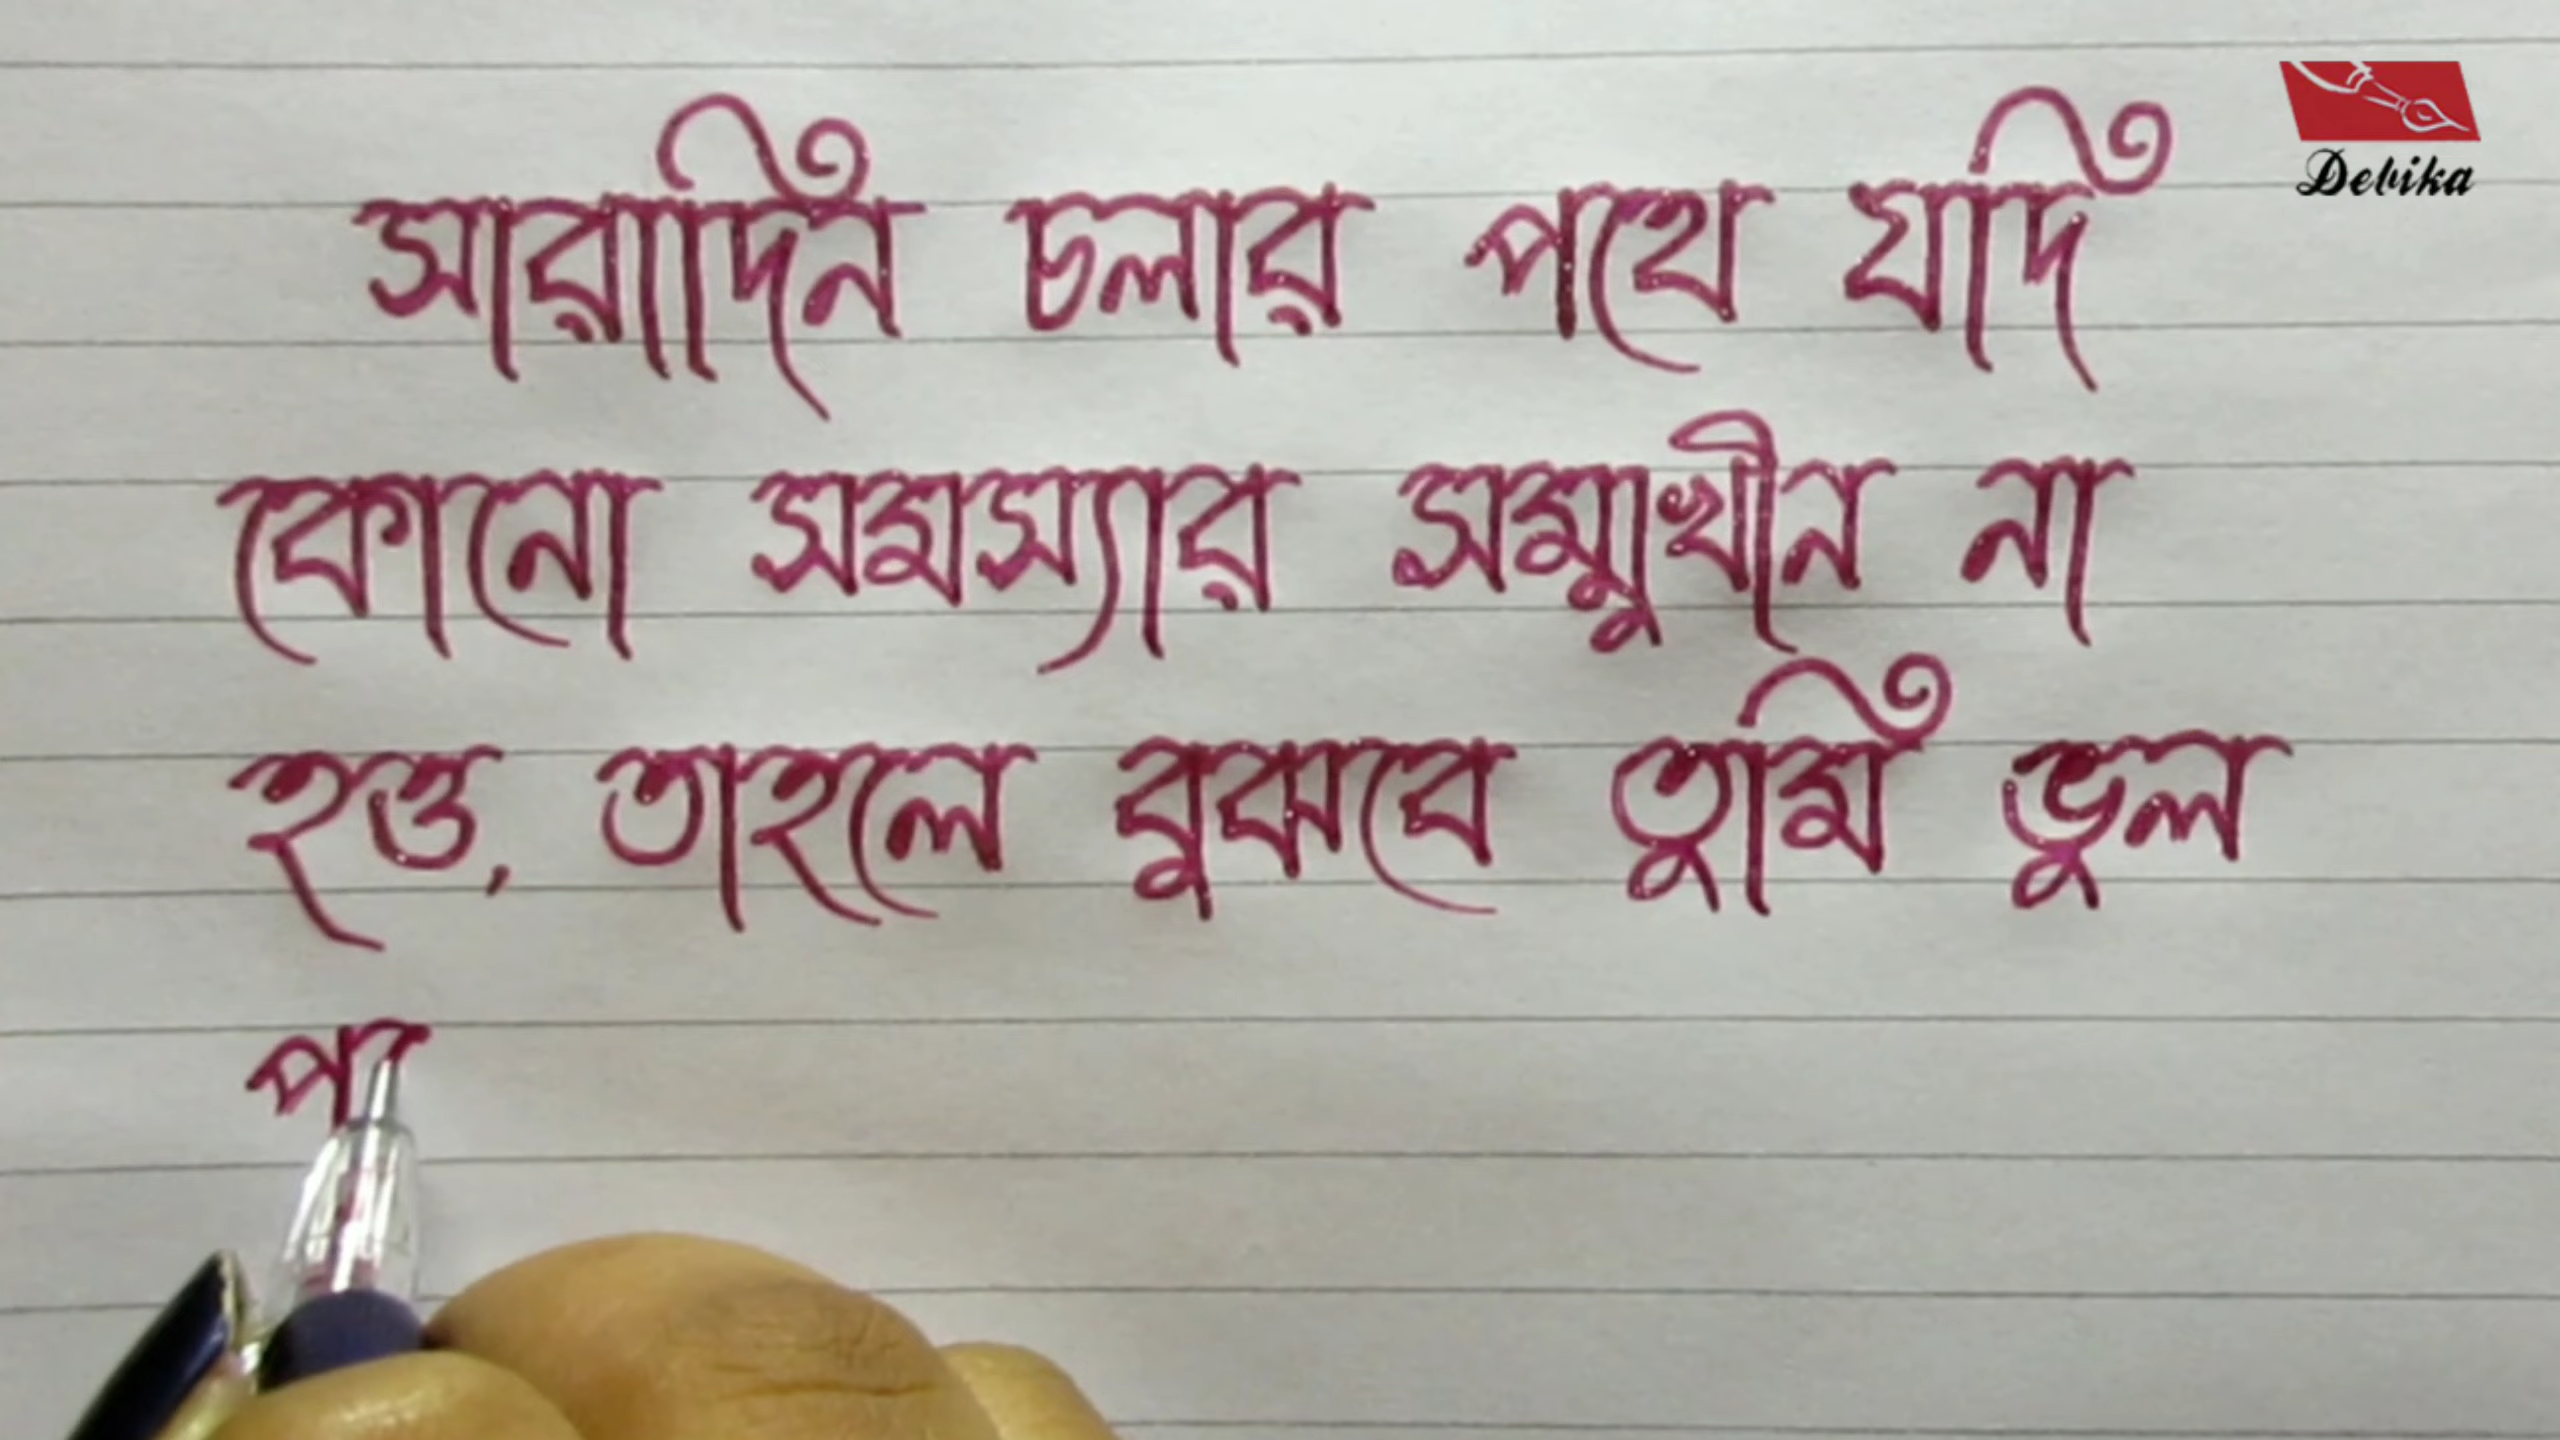 Debika
সারাদিন চলার পথে যদি
কোনো সমস্যার সম্মুখীন না
হও, তাহলে বুঝবে তুমি ভুল
প